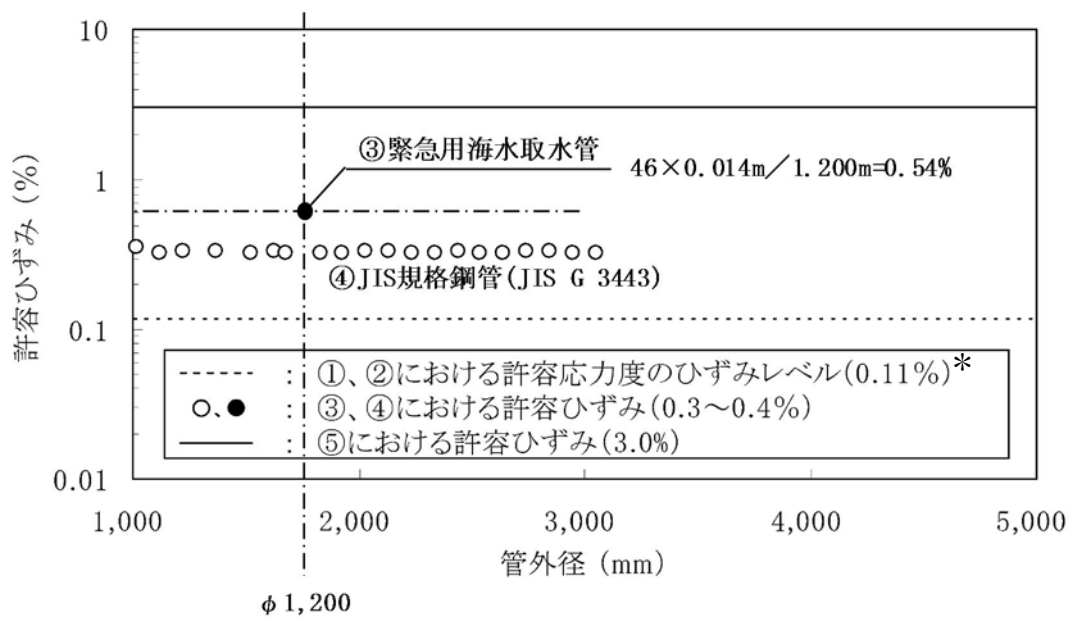 10
③緊急用海水取水管
46×0.014m／1.200m=0.54%
1
許容ひずみ (%)
④JIS規格鋼管(JIS G 3443)
0.1
------ : ①、②における許容応力度のひずみレベル(0.11%)*
○、● : ③、④における許容ひずみ(0.3～0.4%)
—— : ⑤における許容ひずみ(3.0%)
0.01
1,000 2,000 3,000 4,000 5,000
管外径 (mm)
φ1,200